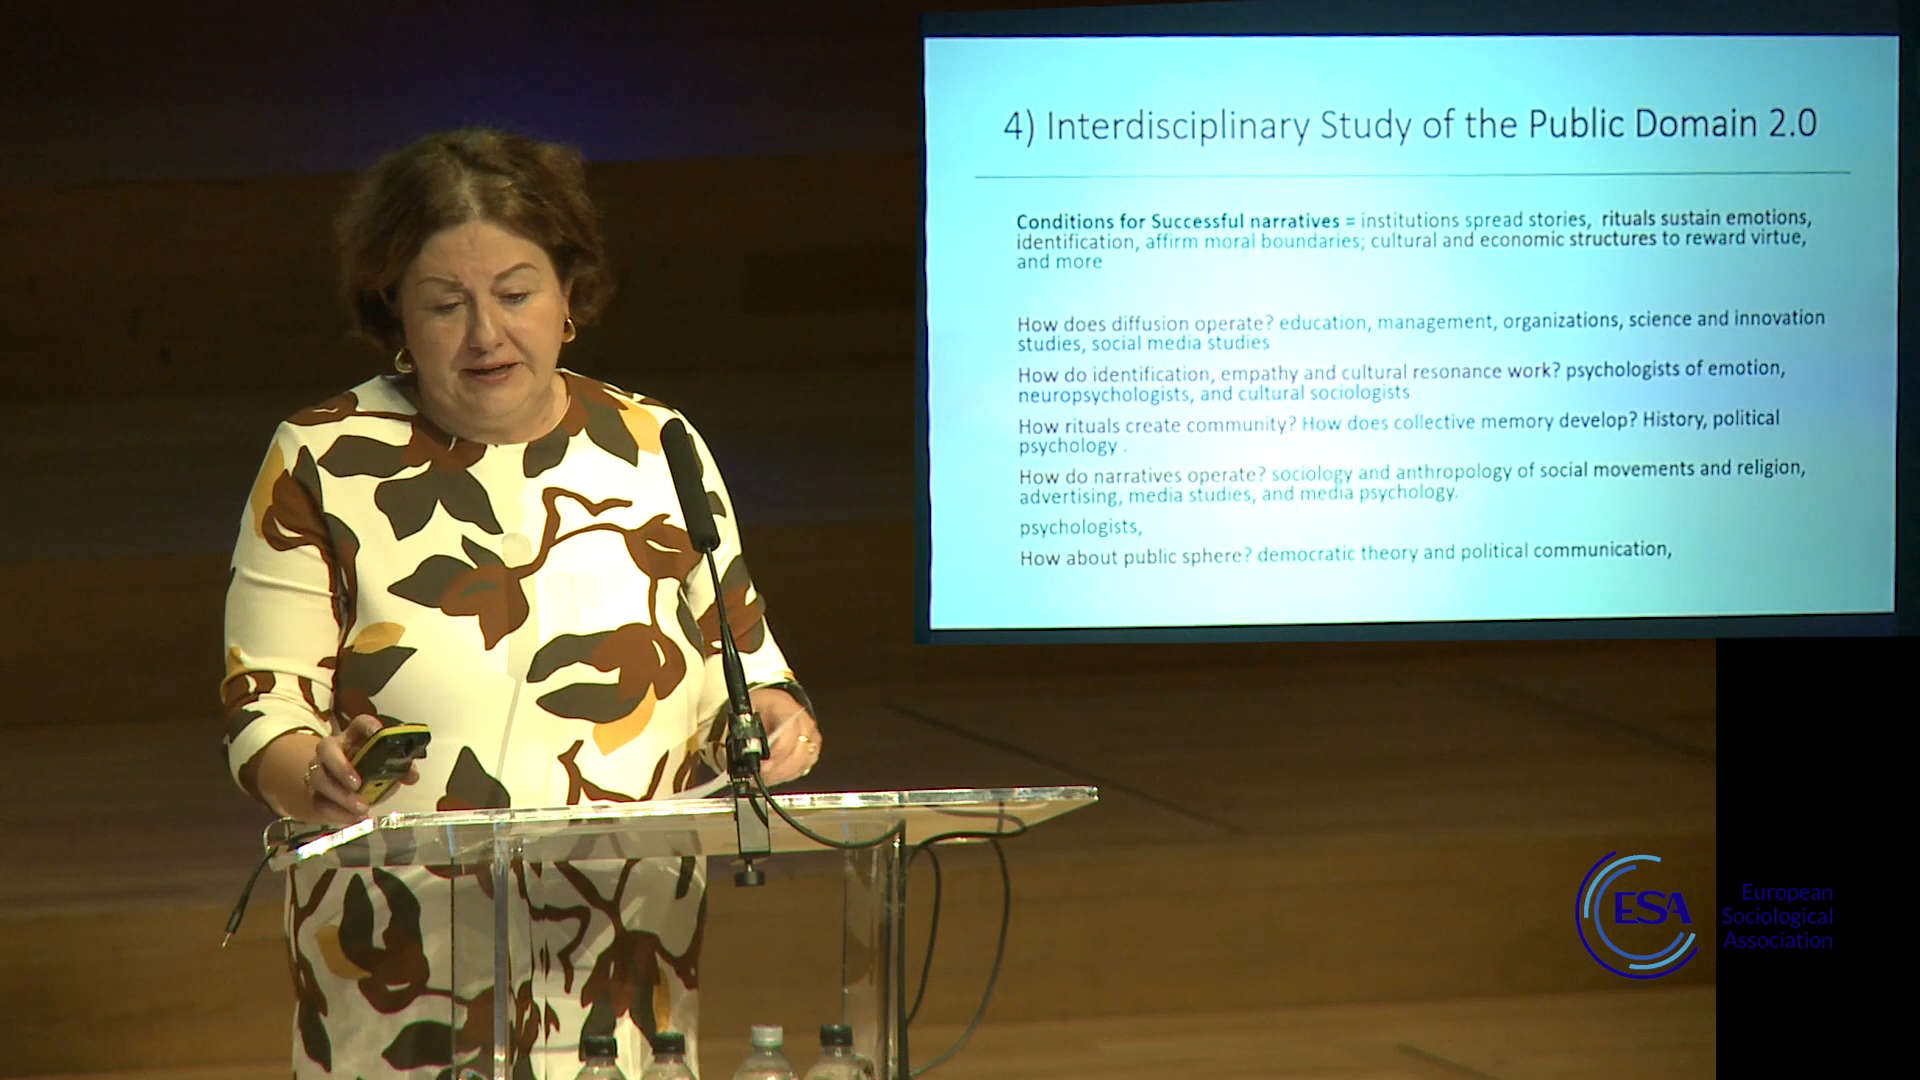 4) Interdisciplinary Study of the Public Domain 2.0
Conditions for Successful narratives = institutions spread stories, rituals sustain emotions,
identification, affirm moral boundaries; cultural and economic structures to reward virtue,
and more
How does diffusion operate? education, management, organizations, science and innovation
studies, social media studies
How do identification, empathy and cultural resonance work? psychologists of emotion,
neuropsychologists, and cultural sociologists
How rituals create community? How does collective memory develop? History, political
psychology .
How do narratives operate? sociology and anthropology of social movements and religion,
advertising, media studies, and media psychology.
psychologists,
How about public sphere? democratic theory and political communication,
ESA
European
Sociological
Association